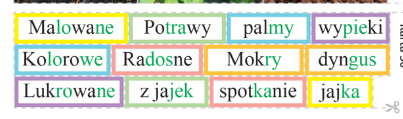 Malowane Potrawy palmy wypieki
Kolorowe Radosne Mokry dyngus
Lukrowane z jajek spotkanie jajka